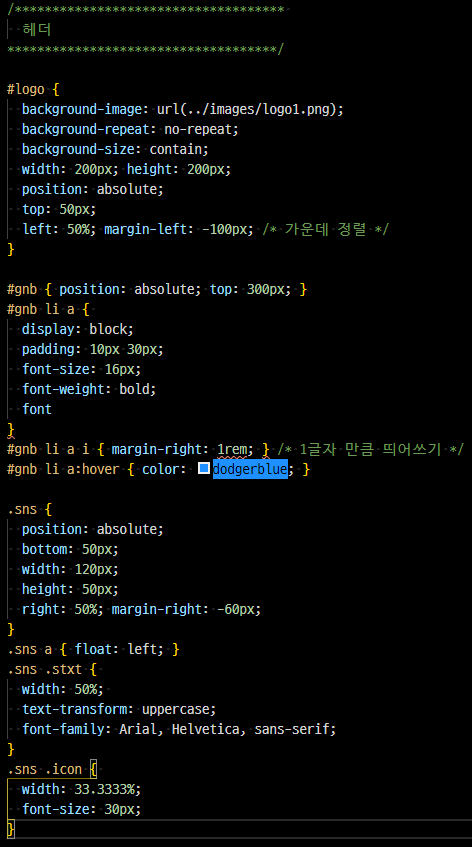 /************************************
헤더
************************************/
#logo {
background-image: url(../images/logo1.png);
background-repeat: no-repeat;
background-size: contain;
width: 200px; height: 200px;
position: absolute;
top: 50px;
left: 50%; margin-left: -100px; /* 가운데 정렬 */
}
#gnb { position: absolute; top: 300px; }
#gnb li a {
display: block;
padding: 10px 30px;
font-size: 16px;
font-weight: bold;
font
}
#gnb li a i { margin-right: 1rem; } /* 1글자 만큼 띄어쓰기 */
#gnb li a:hover { color: dodgerblue; }
.sns {
position: absolute;
bottom: 50px;
width: 120px;
height: 50px;
right: 50%; margin-right: -60px;
}
.sns a { float: left; }
.sns .stxt {
width: 50%;
text-transform: uppercase;
font-family: Arial, Helvetica, sans-serif;
}
.sns .icon {
width: 33.3333%;
font-size: 30px;
}